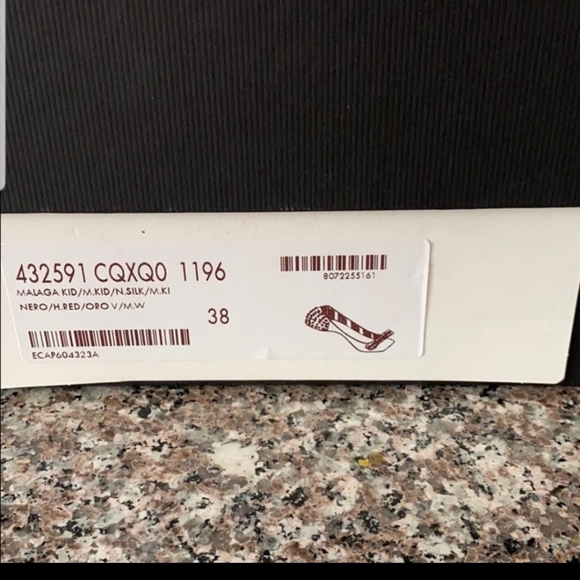 432591 CQXQ0 1196
MALAGA KID/M.KID/N.SILK/M.KI
NERO/H.RED/ORO V/M.W
38
ECAP604323A
8072255161